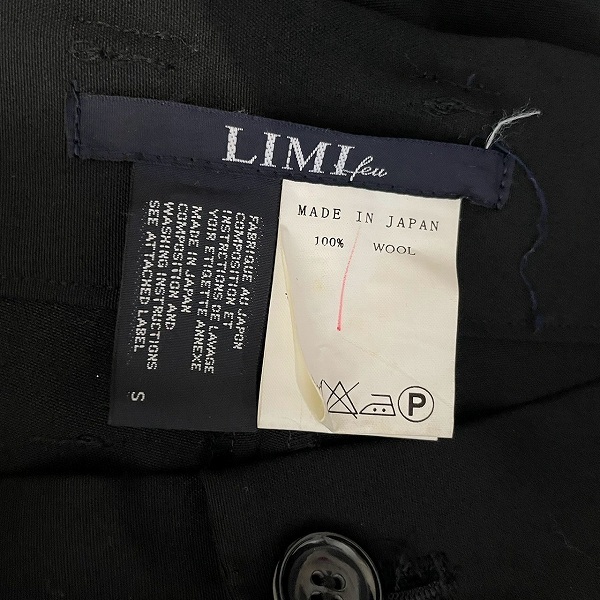 LIMI feu
FABRIQUE AU JAPON
COMPOSITION ET
INSTRCTIONS DE LAVAGE
VOIR ETIQUETTE ANNEXE
MADE IN JAPAN
COMPOSITION AND
WASHING INSTRUCTIONS
SEE ATTACHED LABEL
S
MADE IN JAPAN
100% WOOL
P